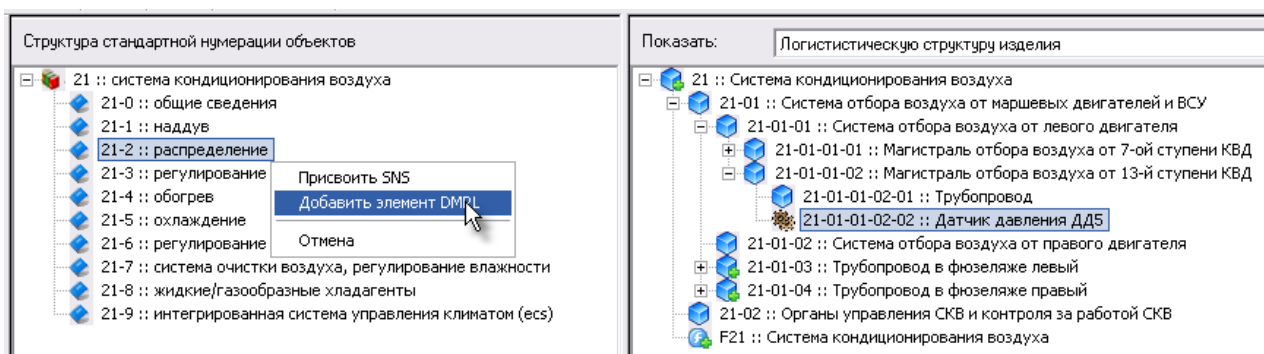 Структура стандартной нумерации объектов
21 :: система кондиционирования воздуха
21-0 :: общие сведения
21-1 :: наддув
21-2 :: распределение
21-3 :: регулирование
21-4 :: обогрев
21-5 :: охлаждение
21-6 :: регулирование
21-7 :: система очистки воздуха, регулирование влажности
21-8 :: жидкие/газообразные хладагенты
21-9 :: интегрированная система управления климатом (ecs)
Присвоить SNS
Добавить элемент DMRL
Отмена
Показать: Логистистическую структуру изделия
21 :: Система кондиционирования воздуха
21-01 :: Система отбора воздуха от маршевых двигателей и ВСУ
21-01-01 :: Система отбора воздуха от левого двигателя
21-01-01-01 :: Магистраль отбора воздуха от 7-ой ступени КВД
21-01-01-02 :: Магистраль отбора воздуха от 13-й ступени КВД
21-01-01-02-01 :: Трубопровод
21-01-01-02-02 :: Датчик давления ДД5
21-01-02 :: Система отбора воздуха от правого двигателя
21-01-03 :: Трубопровод в фюзеляже левый
21-01-04 :: Трубопровод в фюзеляже правый
21-02 :: Органы управления СКВ и контроля за работой СКВ
F21 :: Система кондиционирования воздуха